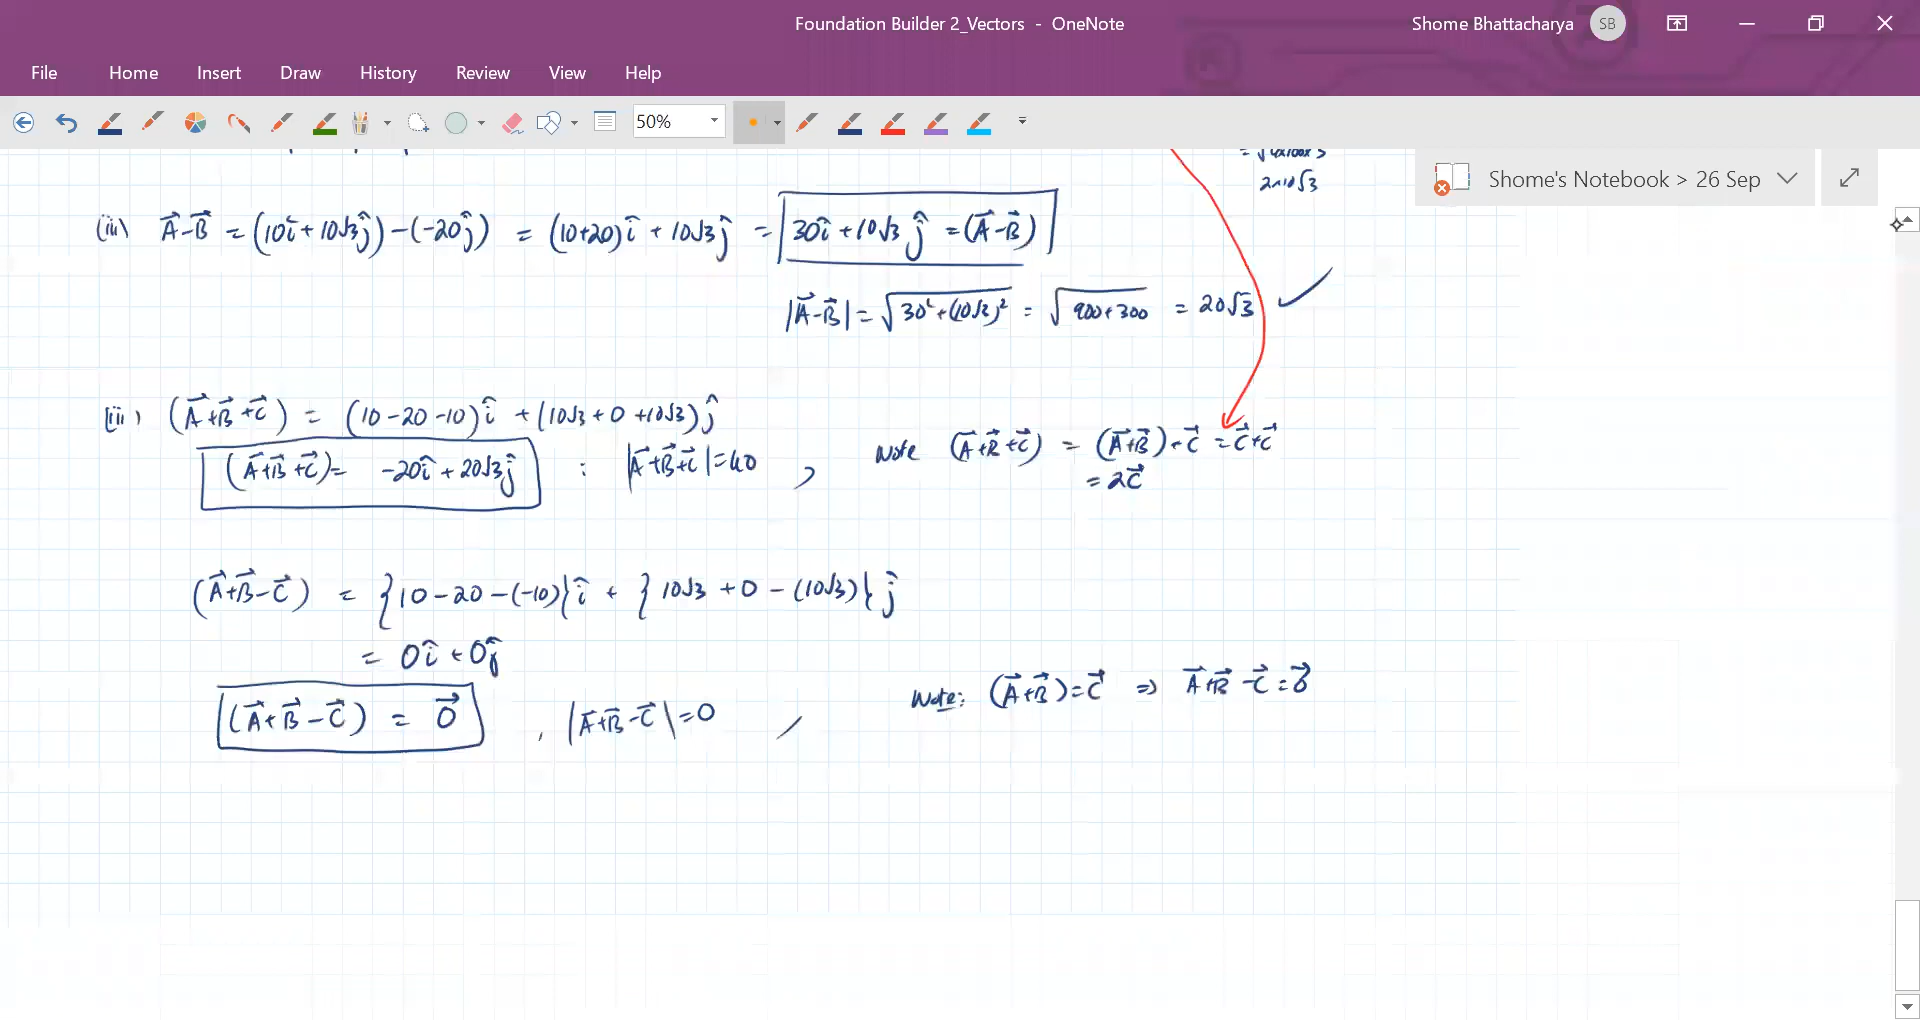 Foundation Builder 2_Vectors - OneNote
Shome Bhattacharya SB
File Home Insert Draw History Review View Help
50%
Shome's Notebook > 26 Sep
2×10√3
(iii) A⃗-B⃗ = (10î + 10√3ĵ) - (-20ĵ) = (10+20)î + 10√3ĵ = 30î + 10√3 ĵ = (A⃗-B⃗)
|A⃗-B⃗| = √30² + (10√3)² = √900+300 = 20√3
(iii) (A⃗+B⃗+C⃗) = (10-20-10)î + (10√3 + 0 + 10√3)ĵ
(A⃗+B⃗+C⃗) = -20î + 20√3ĵ : |A⃗+B⃗+C⃗| = 40 ,
Note (A⃗+B⃗+C⃗) = (A⃗+B⃗)+C⃗ = C⃗+C⃗
= 2C⃗
(A⃗+B⃗-C⃗) = {10-20-(-10)}î + {10√3 + 0 - (10√3)}ĵ
= 0î + 0ĵ
(A⃗+B⃗-C⃗) = 0⃗ , |A⃗+B⃗-C⃗| = 0
Note: (A⃗+B⃗) = C⃗ ⇒ A⃗+B⃗-C⃗ = 0⃗